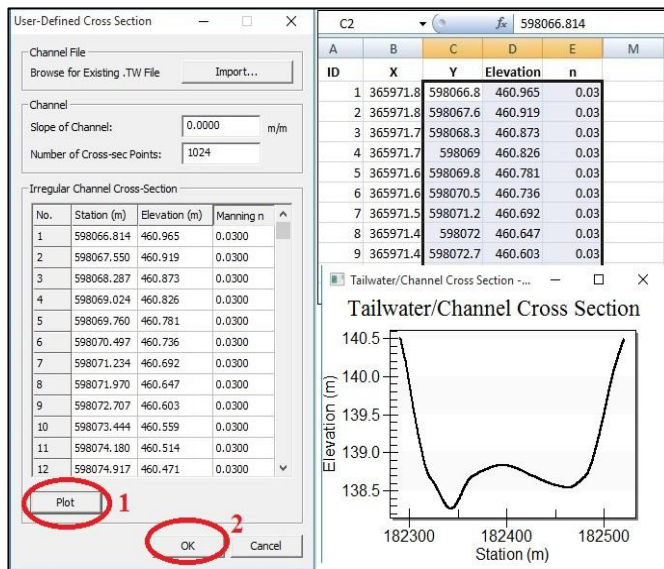 User-Defined Cross Section
Channel File
Browse for Existing .TW File Import...
Channel
Slope of Channel: 0.0000 m/m
Number of Cross-sec Points: 1024
Irregular Channel Cross-Section
No. Station (m) Elevation (m) Manning n
1 598066.814 460.965 0.0300
2 598067.550 460.919 0.0300
3 598068.287 460.873 0.0300
4 598069.024 460.826 0.0300
5 598069.760 460.781 0.0300
6 598070.497 460.736 0.0300
7 598071.234 460.692 0.0300
8 598071.970 460.647 0.0300
9 598072.707 460.603 0.0300
10 598073.444 460.559 0.0300
11 598074.180 460.514 0.0300
12 598074.917 460.471 0.0300
Plot 1
2
OK Cancel
C2 fx 598066.814
A B C D E M
ID X Y Elevation n
1 365971.8 598066.8 460.965 0.03
2 365971.8 598067.6 460.919 0.03
3 365971.7 598068.3 460.873 0.03
4 365971.7 598069 460.826 0.03
5 365971.6 598069.8 460.781 0.03
6 365971.6 598070.5 460.736 0.03
7 365971.5 598071.2 460.692 0.03
8 365971.4 598072 460.647 0.03
9 365971.4 598072.7 460.603 0.03
Tailwater/Channel Cross Section -...
Tailwater/Channel Cross Section
Elevation (m)
140.5
140.0
139.5
139.0
138.5
182300 182400 182500
Station (m)